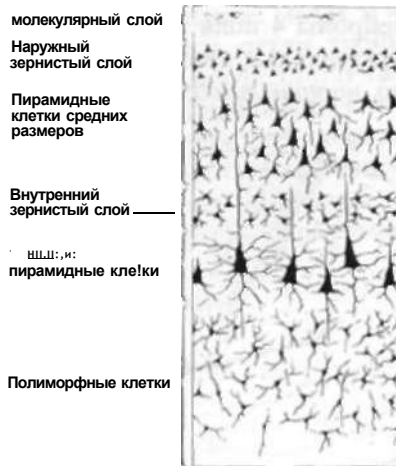 молекулярный слой
Наружный
зернистый слой
Пирамидные
клетки средних
размеров
Внутренний
зернистый слой
пирамидные кле!ки
Полиморфные клетки